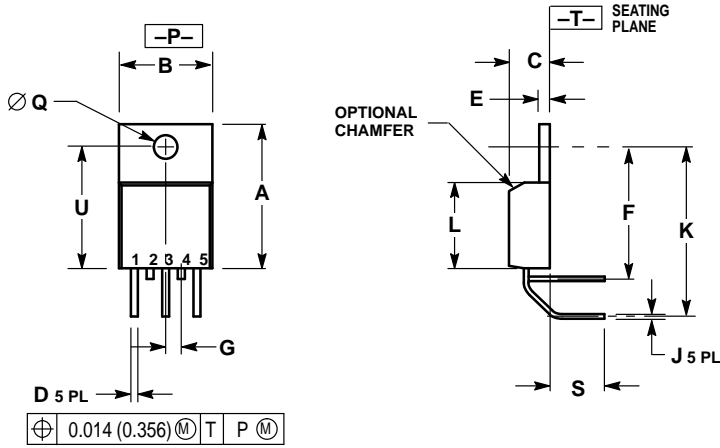 –P–
B
∅ Q
U
A
1 2 3 4 5
G
D 5 PL
⌖ 0.014 (0.356) Ⓜ T P Ⓜ
–T– SEATING
PLANE
C
E
OPTIONAL
CHAMFER
L
F
K
J 5 PL
S